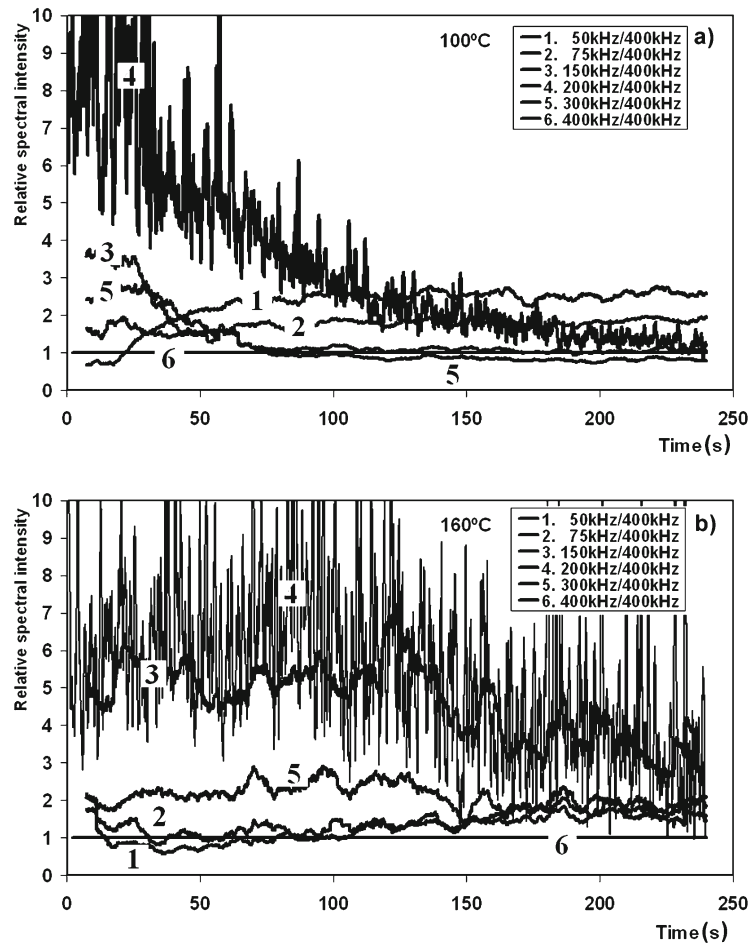 Relative spectral intensity
10
9
8
7
6
5
4
3
2
1
0
100ºC
a)
1. 50kHz/400kHz
2. 75kHz/400kHz
3. 150kHz/400kHz
4. 200kHz/400kHz
5. 300kHz/400kHz
6. 400kHz/400kHz
4
3
5
1
2
6
5
0 50 100 150 200 250
Time(s)
Relative spectral intensity
10
9
8
7
6
5
4
3
2
1
0
160ºC
b)
1. 50kHz/400kHz
2. 75kHz/400kHz
3. 150kHz/400kHz
4. 200kHz/400kHz
5. 300kHz/400kHz
6. 400kHz/400kHz
4
3
5
2
1
6
0 50 100 150 200 250
Time(s)